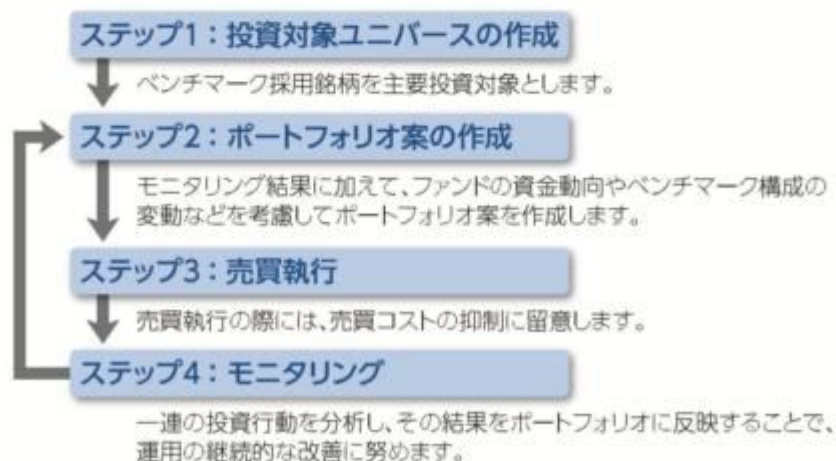 ステップ1:投資対象ユニバースの作成
ベンチマーク採用銘柄を主要投資対象とします。
ステップ2:ポートフォリオ案の作成
モニタリング結果に加えて、ファンドの資金動向やベンチマーク構成の
変動などを考慮してポートフォリオ案を作成します。
ステップ3:売買執行
売買執行の際には、売買コストの抑制に留意します。
ステップ4:モニタリング
一連の投資行動を分析し、その結果をポートフォリオに反映することで、
運用の継続的な改善に努めます。